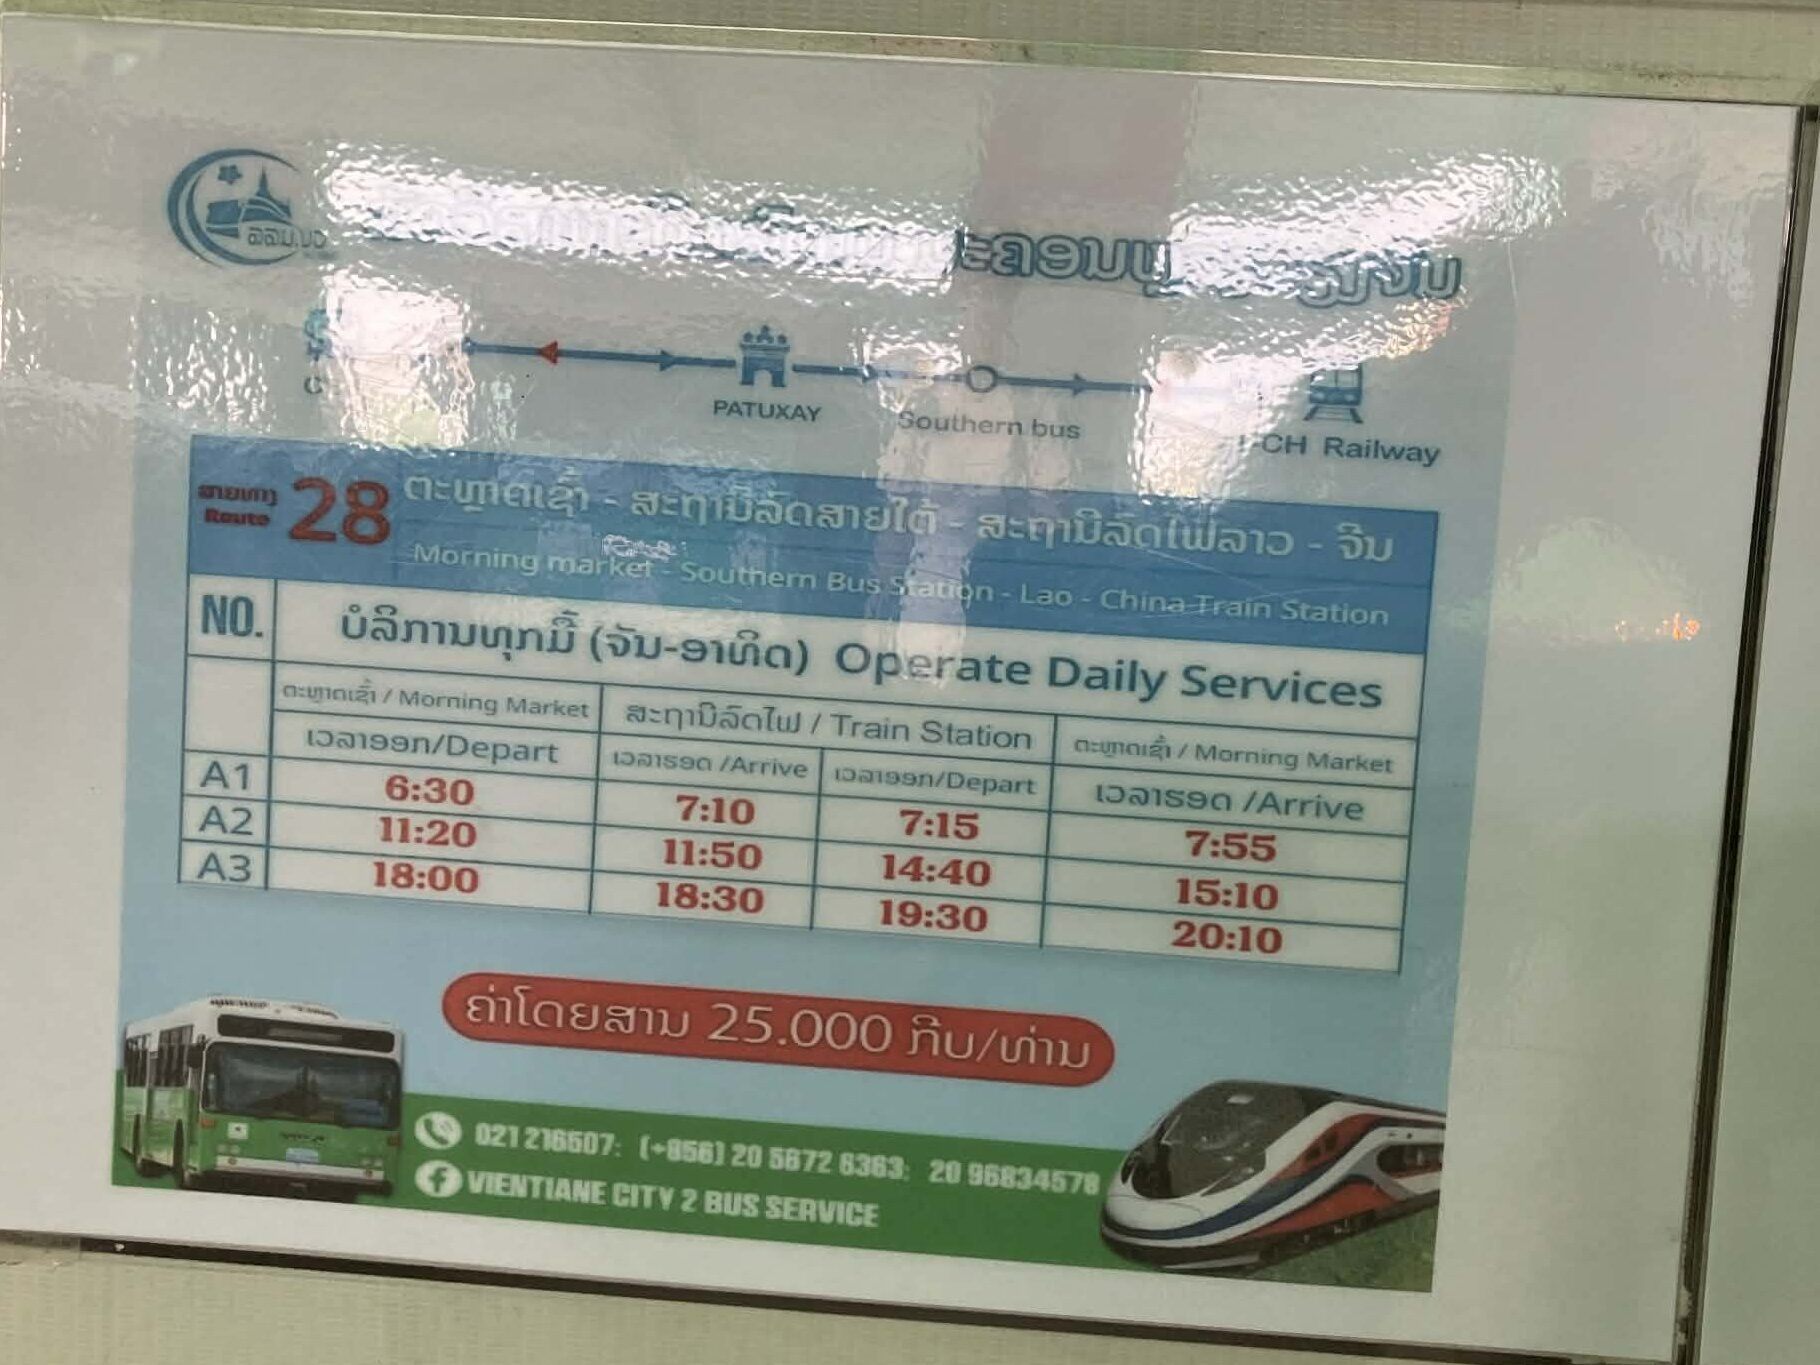 ລລມ.ນວ
ະຄອນ
PATUXAY
Southern bus
-CH Railway
ສາຍທາງ
Route
28
ຕະຫຼາດເຊົ້າ - ສະຖານີລົດສາຍໃຕ້ - ສະຖານີລົດໄຟລາວ - ຈີນ
Morning market - Southern Bus Station - Lao - China Train Station
NO. ບໍລິການທຸກມື້ (ຈັນ-ອາທິດ) Operate Daily Services
ຕະຫຼາດເຊົ້າ / Morning Market ສະຖານີລົດໄຟ / Train Station ຕະຫຼາດເຊົ້າ / Morning Market
ເວລາອອກ/Depart ເວລາຮອດ /Arrive ເວລາອອກ/Depart ເວລາຮອດ /Arrive
A1 6:30 7:10 7:15 7:55
A2 11:20 11:50 14:40 15:10
A3 18:00 18:30 19:30 20:10
ຄ່າໂດຍສານ 25.000 ກີບ/ທ່ານ
021 216507: (+856) 20 5872 8363: 20 96834578
VIENTIANE CITY 2 BUS SERVICE